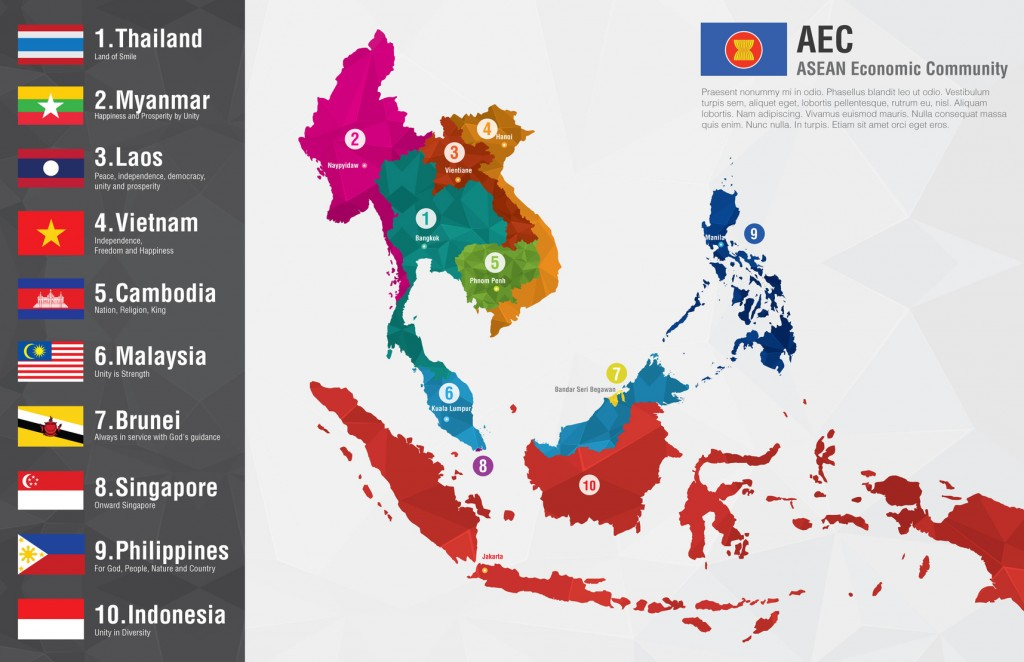 1.Thailand
Land of Smile
2.Myanmar
Happiness and Prosperity by Unity
3.Laos
Peace, independence, democracy,
unity and prosperity
4.Vietnam
Independence,
Freedom and Happiness
5.Cambodia
Nation, Religion, King
6.Malaysia
Unity is Strength
7.Brunei
Always in service with God's guidance
8.Singapore
Onward Singapore
9.Philippines
For God, People, Nature and Country
10.Indonesia
Unity in Diversity
AEC
ASEAN Economic Community
Praesent nonummy mi in odio. Phasellus blandit leo ut odio. Vestibulum
turpis sem, aliquet eget, lobortis pellentesque, rutrum eu, nisl. Aliquam
lobortis. Nam adipiscing. Vivamus euismod mauris. Nulla consequat massa
quis enim. Nunc nulla. In turpis. Etiam sit amet orci eget eros.
2
Naypyidaw
4
Hanoi
3
Vientiane
1
Bangkok
5
Phnom Penh
9
Manila
7
Bandar Seri Begawan
6
Kuala Lumpur
8
10
Jakarta